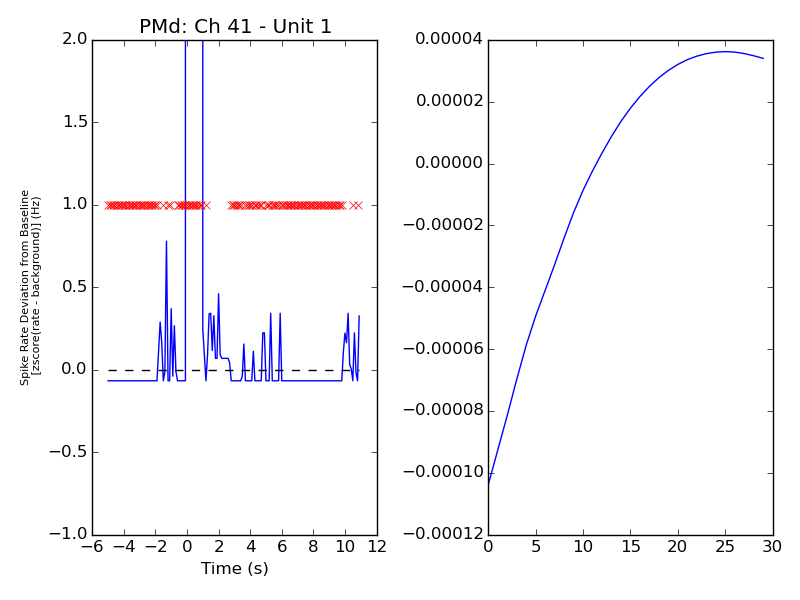 PMd: Ch 41 - Unit 1
Spike Rate Deviation from Baseline
[zscore(rate - background)] (Hz)
2.0
1.5
1.0
0.5
0.0
−0.5
−1.0
−6 −4 −2 0 2 4 6 8 10 12
Time (s)
0.00004
0.00002
0.00000
−0.00002
−0.00004
−0.00006
−0.00008
−0.00010
−0.00012
0 5 10 15 20 25 30